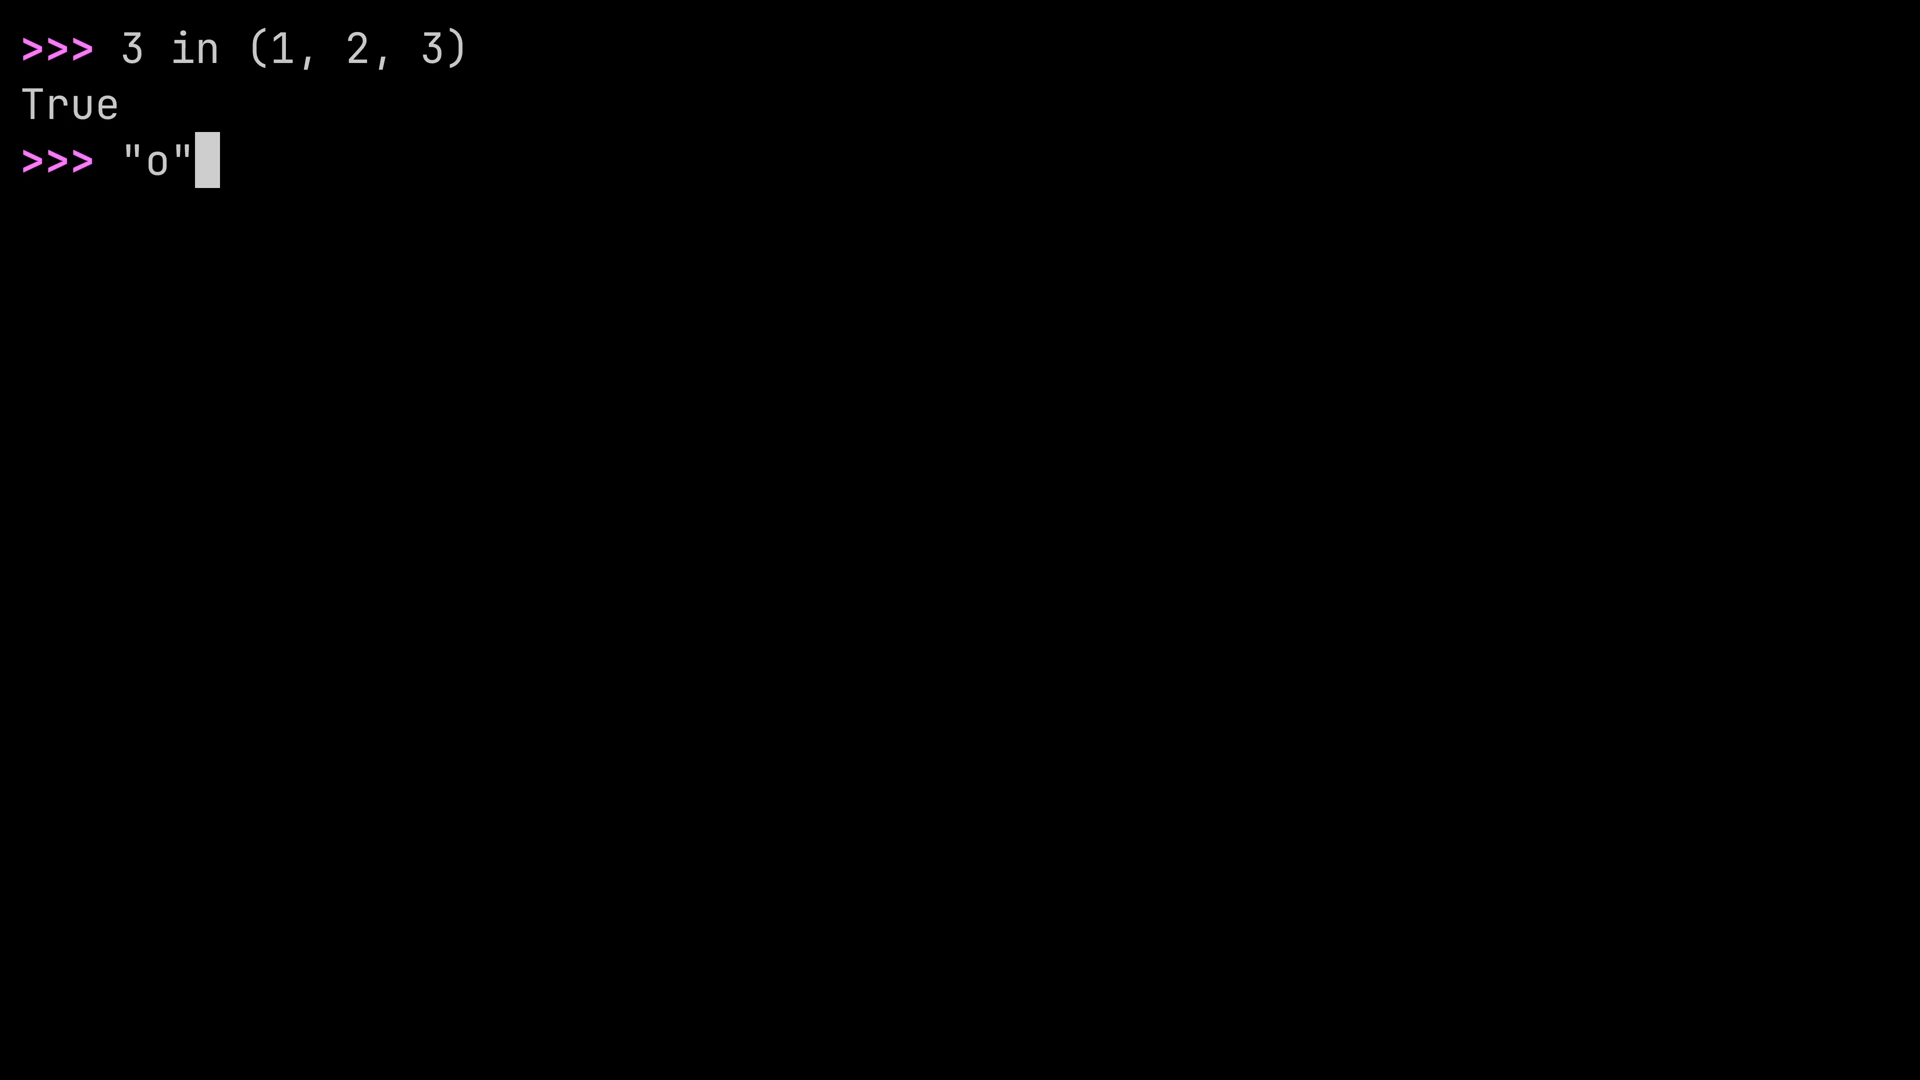 >>> 3 in (1, 2, 3)
True
>>> "o"